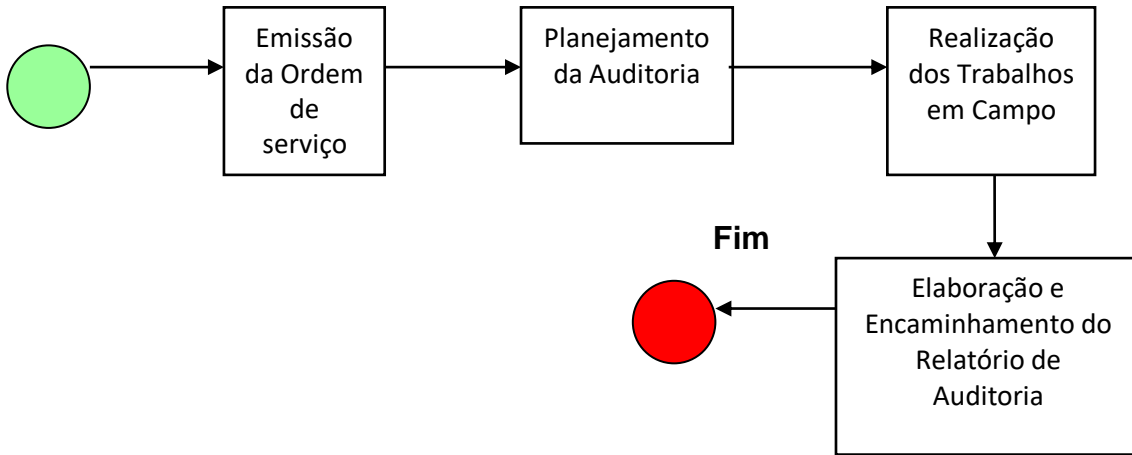 Emissão
da Ordem
de
serviço
Planejamento
da Auditoria
Realização
dos Trabalhos
em Campo
Fim
Elaboração e
Encaminhamento do
Relatório de
Auditoria